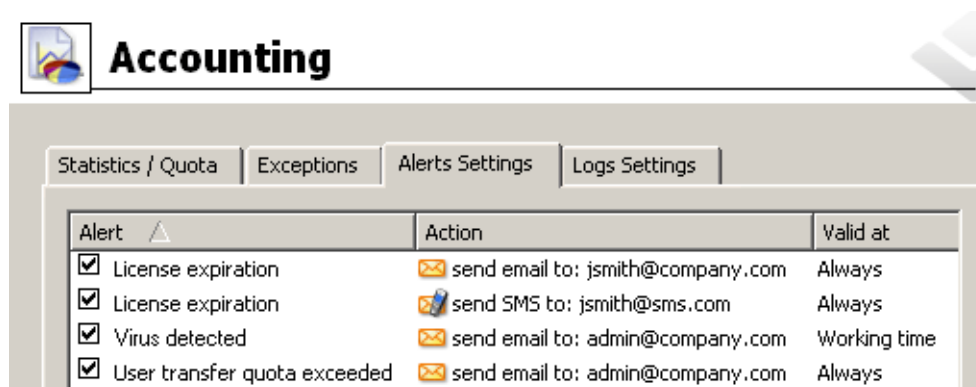 Accounting
Statistics / Quota Exceptions Alerts Settings Logs Settings
Alert Action Valid at
License expiration send email to: jsmith@company.com Always
License expiration send SMS to: jsmith@sms.com Always
Virus detected send email to: admin@company.com Working time
User transfer quota exceeded send email to: admin@company.com Always